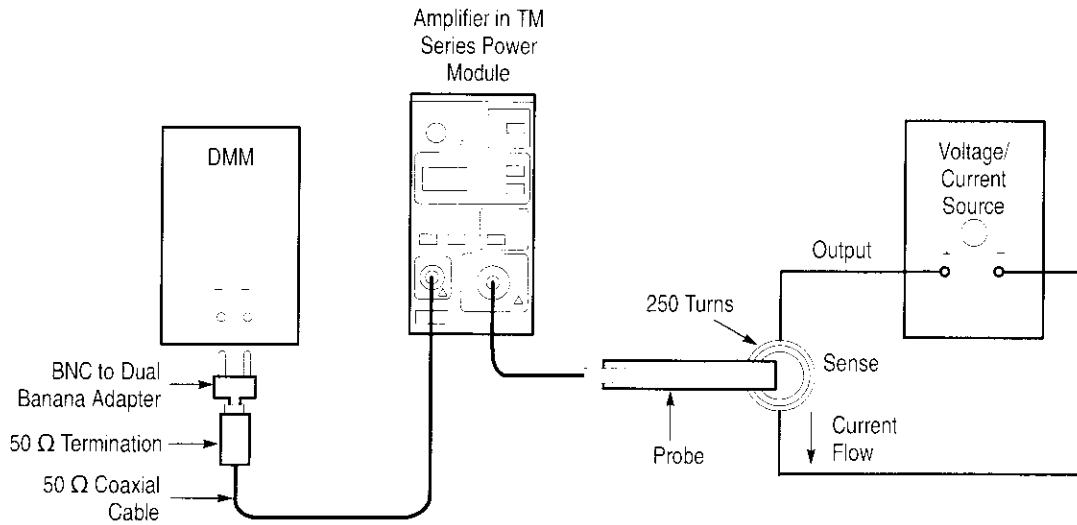 Amplifier in TM
Series Power
Module
DMM
Voltage/
Current
Source
Output
250 Turns
Sense
BNC to Dual
Banana Adapter
50 Ω Termination
50 Ω Coaxial
Cable
Probe
Current
Flow